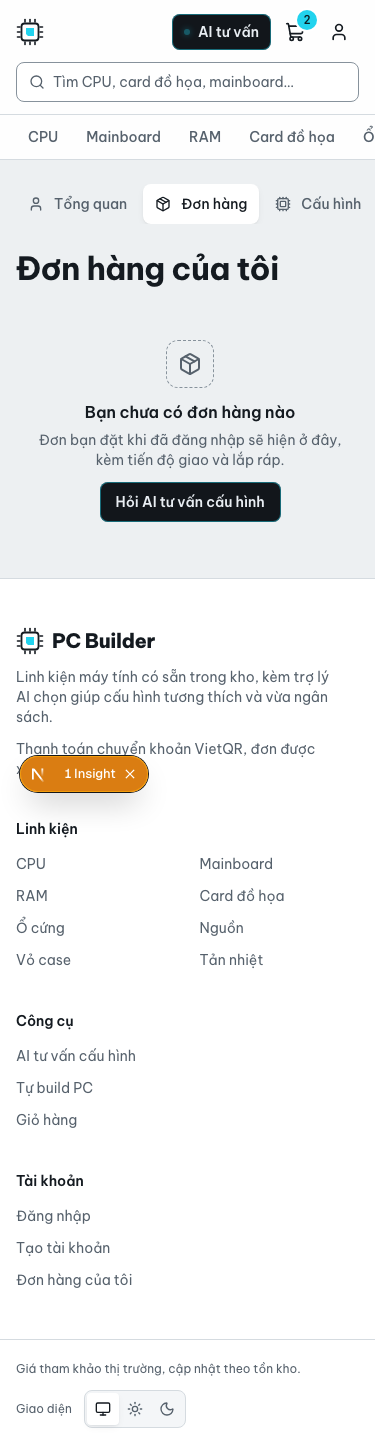 AI tư vấn
2
Tìm CPU, card đồ họa, mainboard...
CPU Mainboard RAM Card đồ họa Ổ
Tổng quan Đơn hàng Cấu hình
Đơn hàng của tôi
Bạn chưa có đơn hàng nào
Đơn bạn đặt khi đã đăng nhập sẽ hiện ở đây,
kèm tiến độ giao và lắp ráp.
Hỏi AI tư vấn cấu hình
PC Builder
Linh kiện máy tính có sẵn trong kho, kèm trợ lý
AI chọn giúp cấu hình tương thích và vừa ngân
sách.
Thanh toán chuyển khoản VietQR, đơn được
1 Insight
Linh kiện
CPU Mainboard
RAM Card đồ họa
Ổ cứng Nguồn
Vỏ case Tản nhiệt
Công cụ
AI tư vấn cấu hình
Tự build PC
Giỏ hàng
Tài khoản
Đăng nhập
Tạo tài khoản
Đơn hàng của tôi
Giá tham khảo thị trường, cập nhật theo tồn kho.
Giao diện